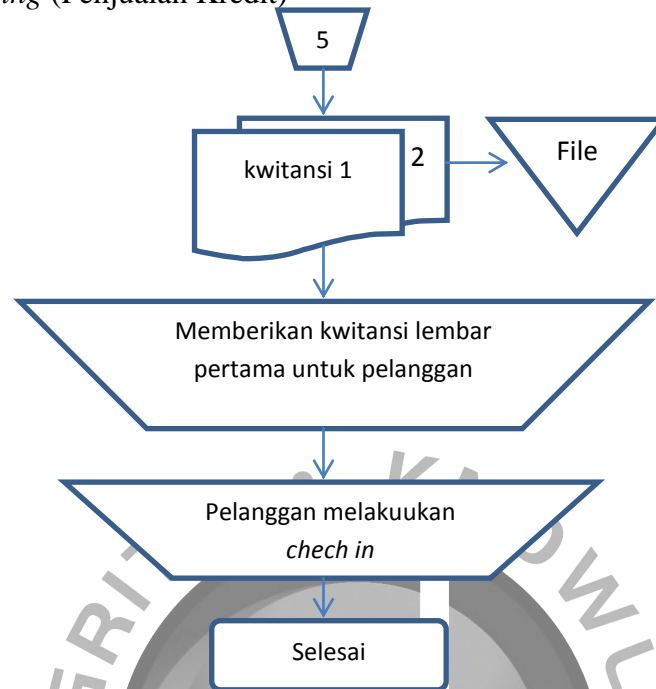 ing (Penjualan Kredit)
5
kwitansi 1
2
File
Memberikan kwitansi lembar
pertama untuk pelanggan
Pelanggan melakuukan
chech in
Selesai